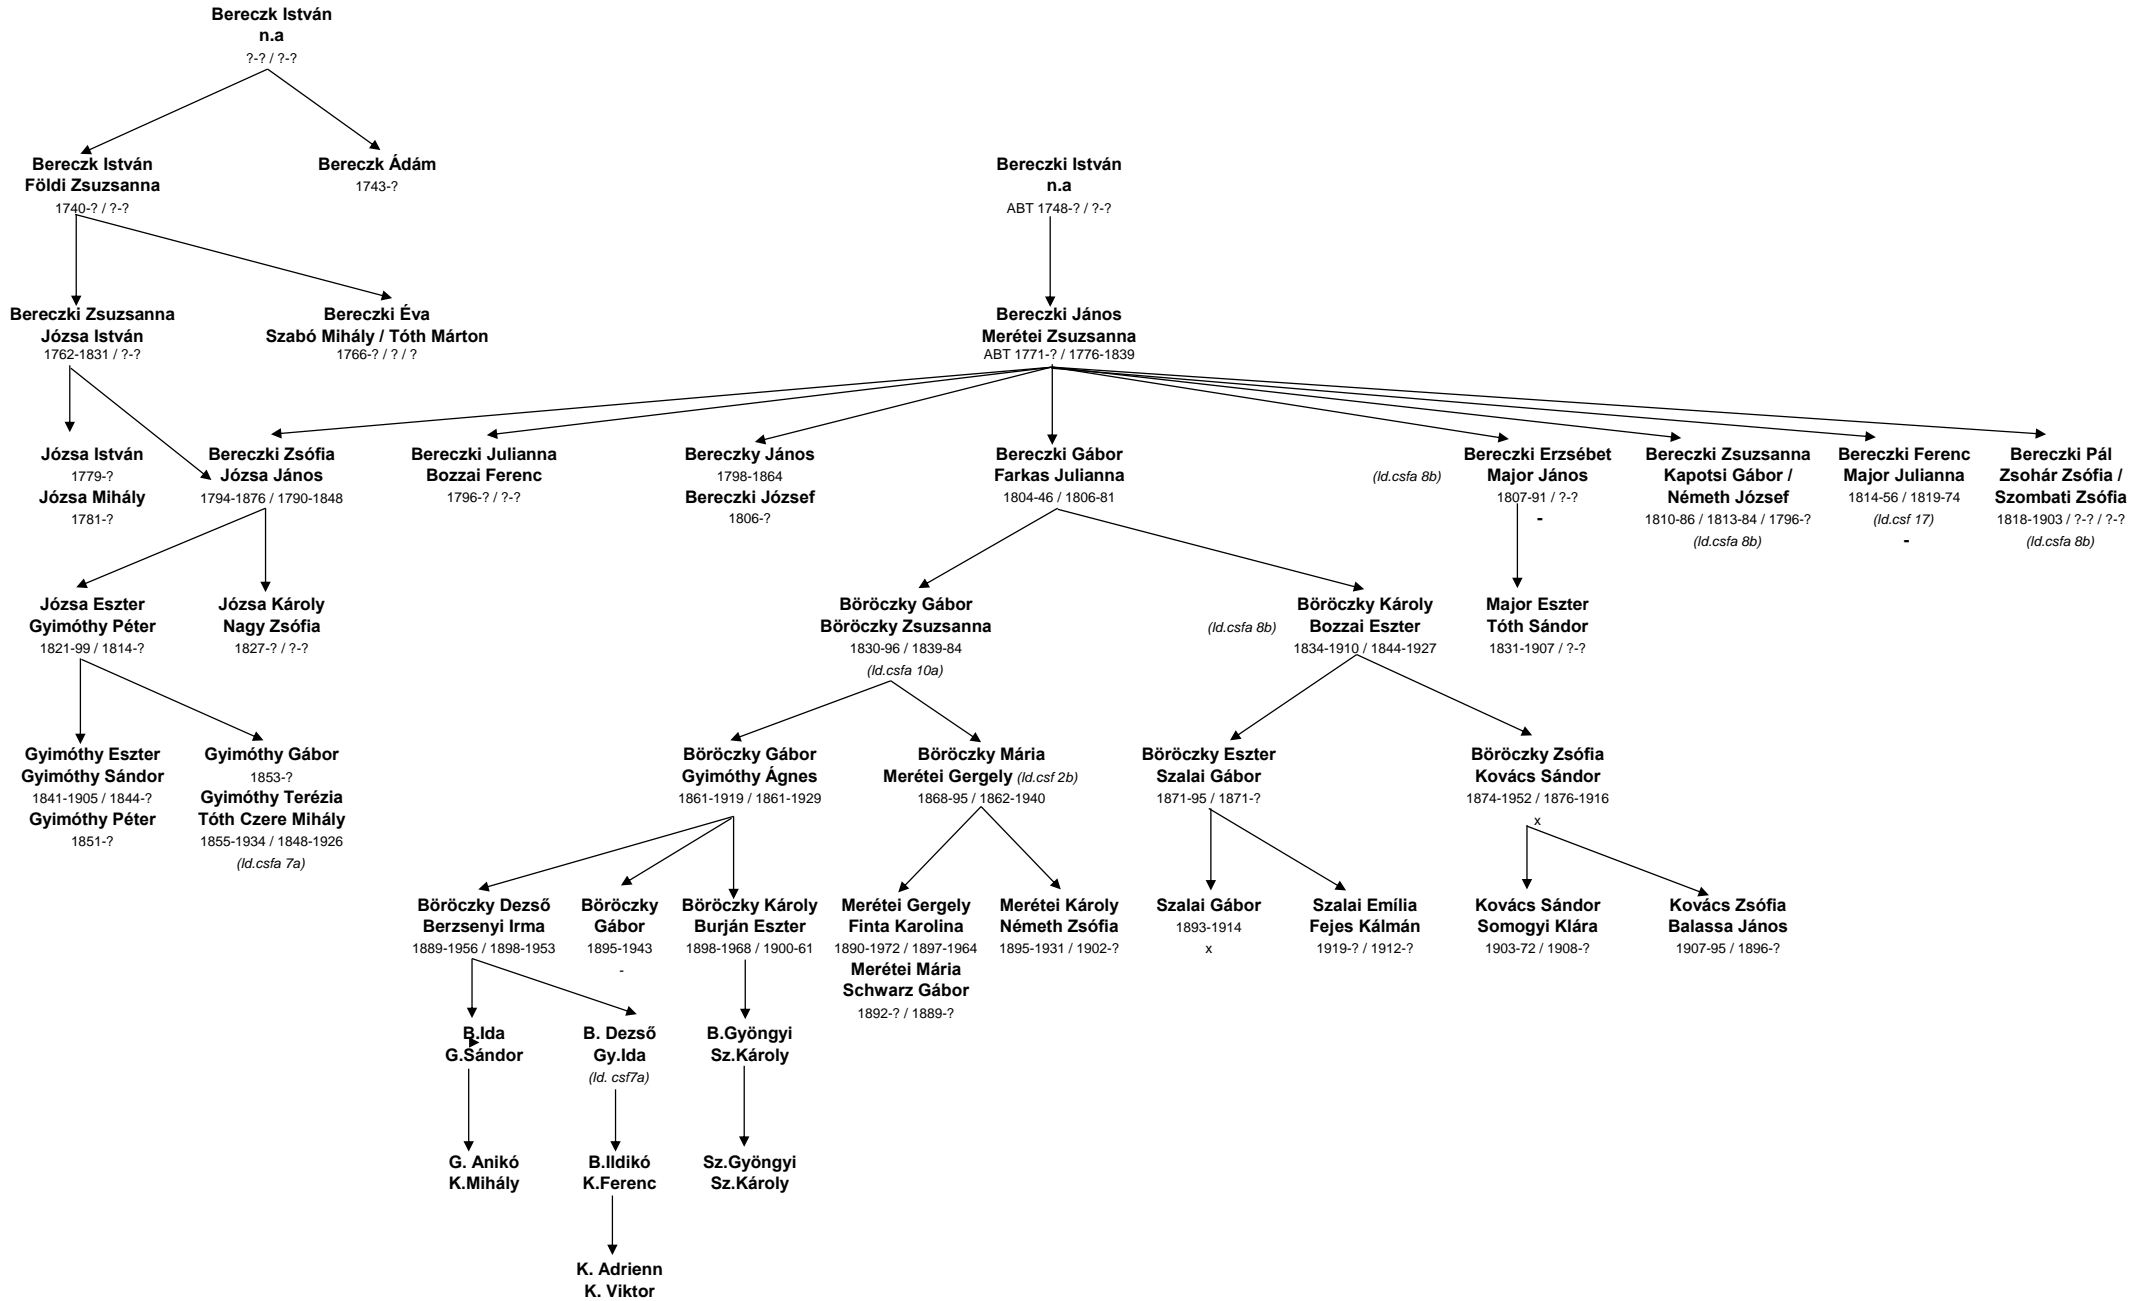 Bereczk István
n.a
?-? / ?-?
Bereczk István
Földi Zsuzsanna
1740-? / ?-?
Bereczk Ádám
1743-?
Bereczki István
n.a
ABT 1748-? / ?-?
Bereczki Zsuzsanna
Józsa István
1762-1831 / ?-?
Bereczki Éva
Szabó Mihály / Tóth Márton
1766-? / ? / ?
Bereczki János
Merétei Zsuzsanna
ABT 1771-? / 1776-1839
Józsa István
1779-?
Józsa Mihály
1781-?
Bereczki Zsófia
Józsa János
1794-1876 / 1790-1848
Bereczki Julianna
Bozzai Ferenc
1796-? / ?-?
Bereczky János
1798-1864
Bereczki József
1806-?
Bereczki Gábor
Farkas Julianna
1804-46 / 1806-81
(ld.csfa 8b)
Bereczki Erzsébet
Major János
1807-91 / ?-?
-
Bereczki Zsuzsanna
Kapotsi Gábor /
Németh József
1810-86 / 1813-84 / 1796-?
(ld.csfa 8b)
Bereczki Ferenc
Major Julianna
1814-56 / 1819-74
(ld.csf 17)
-
Bereczki Pál
Zsohár Zsófia /
Szombati Zsófia
1818-1903 / ?-? / ?-?
(ld.csfa 8b)
Józsa Eszter
Gyimóthy Péter
1821-99 / 1814-?
Józsa Károly
Nagy Zsófia
1827-? / ?-?
Böröczky Gábor
Böröczky Zsuzsanna
1830-96 / 1839-84
(ld.csfa 10a)
(ld.csfa 8b)
Böröczky Károly
Bozzai Eszter
1834-1910 / 1844-1927
Major Eszter
Tóth Sándor
1831-1907 / ?-?
Gyimóthy Eszter
Gyimóthy Sándor
1841-1905 / 1844-?
Gyimóthy Péter
1851-?
Gyimóthy Gábor
1853-?
Gyimóthy Terézia
Tóth Czere Mihály
1855-1934 / 1848-1926
(ld.csfa 7a)
Böröczky Gábor
Gyimóthy Ágnes
1861-1919 / 1861-1929
Böröczky Mária
Merétei Gergely (ld.csf 2b)
1868-95 / 1862-1940
Böröczky Eszter
Szalai Gábor
1871-95 / 1871-?
Böröczky Zsófia
Kovács Sándor
1874-1952 / 1876-1916
x
Böröczky Dezső
Berzsenyi Irma
1889-1956 / 1898-1953
Böröczky
Gábor
1895-1943
-
Böröczky Károly
Burján Eszter
1898-1968 / 1900-61
Merétei Gergely
Finta Karolina
1890-1972 / 1897-1964
Merétei Mária
Schwarz Gábor
1892-? / 1889-?
Merétei Károly
Németh Zsófia
1895-1931 / 1902-?
Szalai Gábor
1893-1914
x
Szalai Emília
Fejes Kálmán
1919-? / 1912-?
Kovács Sándor
Somogyi Klára
1903-72 / 1908-?
Kovács Zsófia
Balassa János
1907-95 / 1896-?
B.Ida
G.Sándor
B. Dezső
Gy.Ida
(ld. csf7a)
B.Gyöngyi
Sz.Károly
G. Anikó
K.Mihály
B.Ildikó
K.Ferenc
Sz.Gyöngyi
Sz.Károly
K. Adrienn
K. Viktor